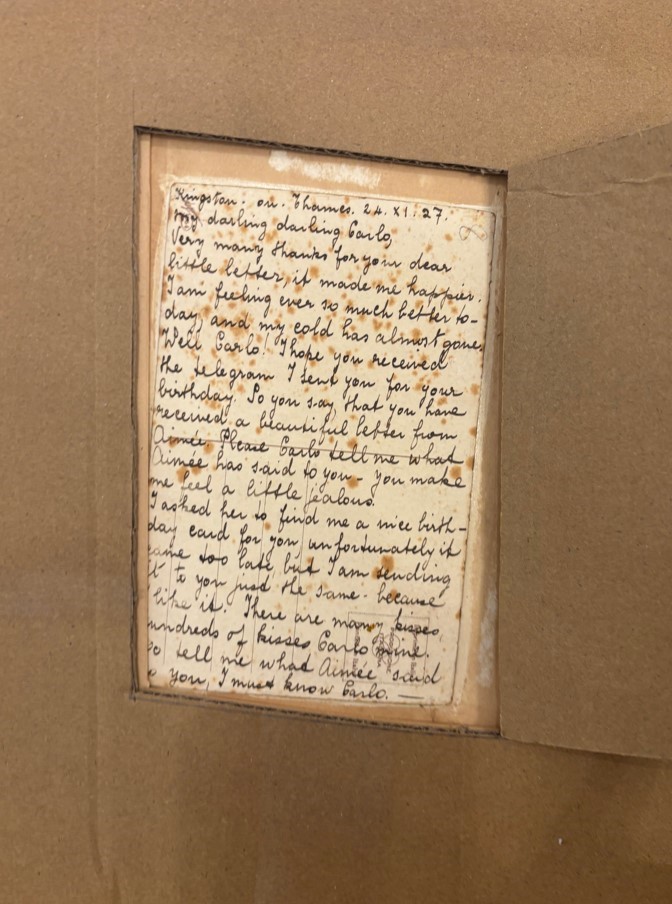 Kingston. on. Thames. 24. XI. 27.
My darling darling Carlo,
Very many thanks for your dear
little letter, it made me happier.
I am feeling ever so much better to-
day, and my cold has almost gone.
Well Carlo! I hope you received
the telegram I sent you for your
birthday. So you say, that you have
received a beautiful letter from
Aimée. Please Carlo tell me what
Aimée has said to you - you make
me feel a little jealous.
I asked her to find me a nice birth-
day card for you unfortunately it
came too late, but I am sending
it to you just the same. because
like it. There are many kisses,
undreds of kisses Carlo mine.
so tell me what Aimée said
you, I must know Carlo. —